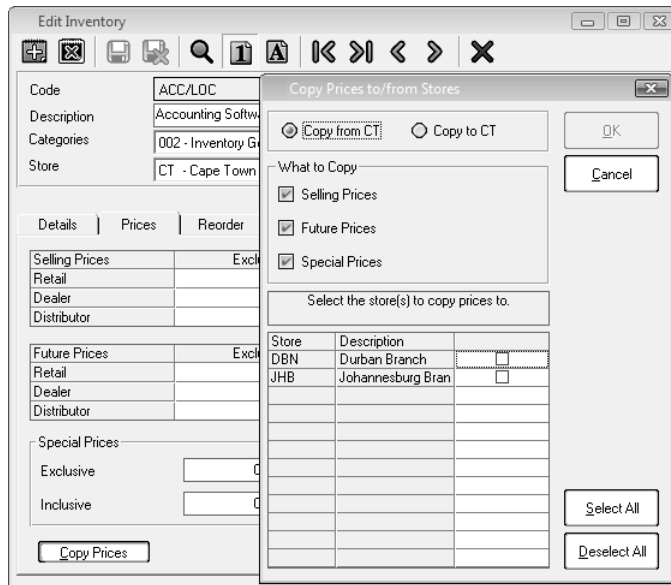 Edit Inventory
1 A
Code ACC/LOC
Description Accounting Softw
Categories 002 - Inventory G
Store CT - Cape Town
Details Prices Reorder
Selling Prices Excl
Retail
Dealer
Distributor
Future Prices Excl
Retail
Dealer
Distributor
Special Prices
Exclusive 0
Inclusive 0
Copy Prices
Copy Prices to/from Stores
Copy from CT Copy to CT
What to Copy
Selling Prices
Future Prices
Special Prices
Select the store(s) to copy prices to.
Store Description
DBN Durban Branch
JHB Johannesburg Bran
OK
Cancel
Select All
Deselect All